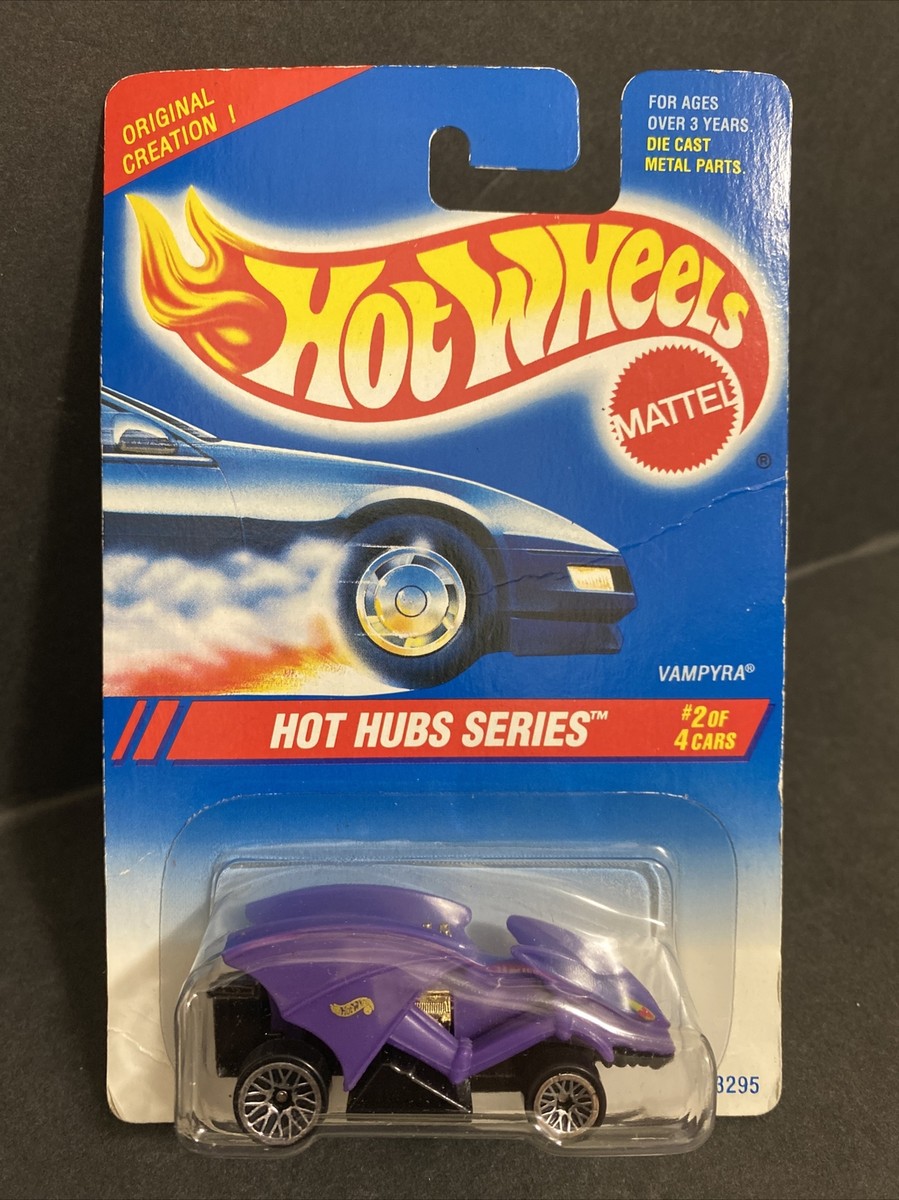 ORIGINAL
CREATION !
FOR AGES
OVER 3 YEARS.
DIE CAST
METAL PARTS.
HOT WHEELS
MATTEL
®
VAMPYRA®
HOT HUBS SERIES™
#2 OF
4 CARS
3295